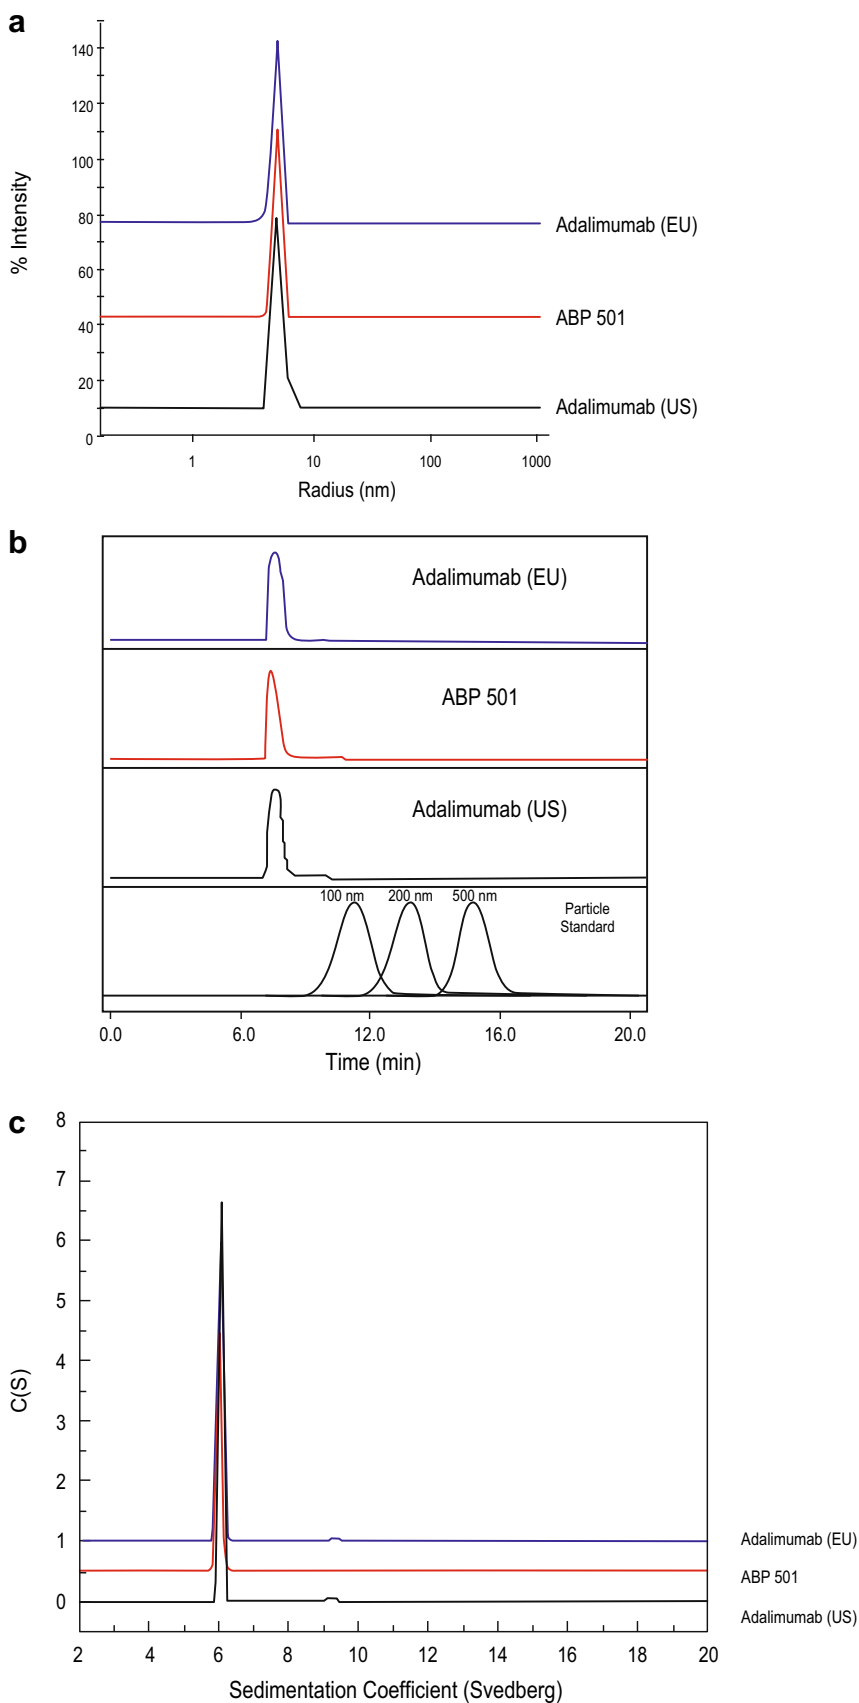 a
140
120
100
80
60
40
20
0
% Intensity
Adalimumab (EU)
ABP 501
Adalimumab (US)
1 10 100 1000
Radius (nm)
b
Adalimumab (EU)
ABP 501
Adalimumab (US)
100 nm 200 nm 500 nm
Particle
Standard
0.0 6.0 12.0 16.0 20.0
Time (min)
c
8
7
6
5
4
3
2
1
0
C(S)
Adalimumab (EU)
ABP 501
Adalimumab (US)
2 4 6 8 10 12 14 16 18 20
Sedimentation Coefficient (Svedberg)